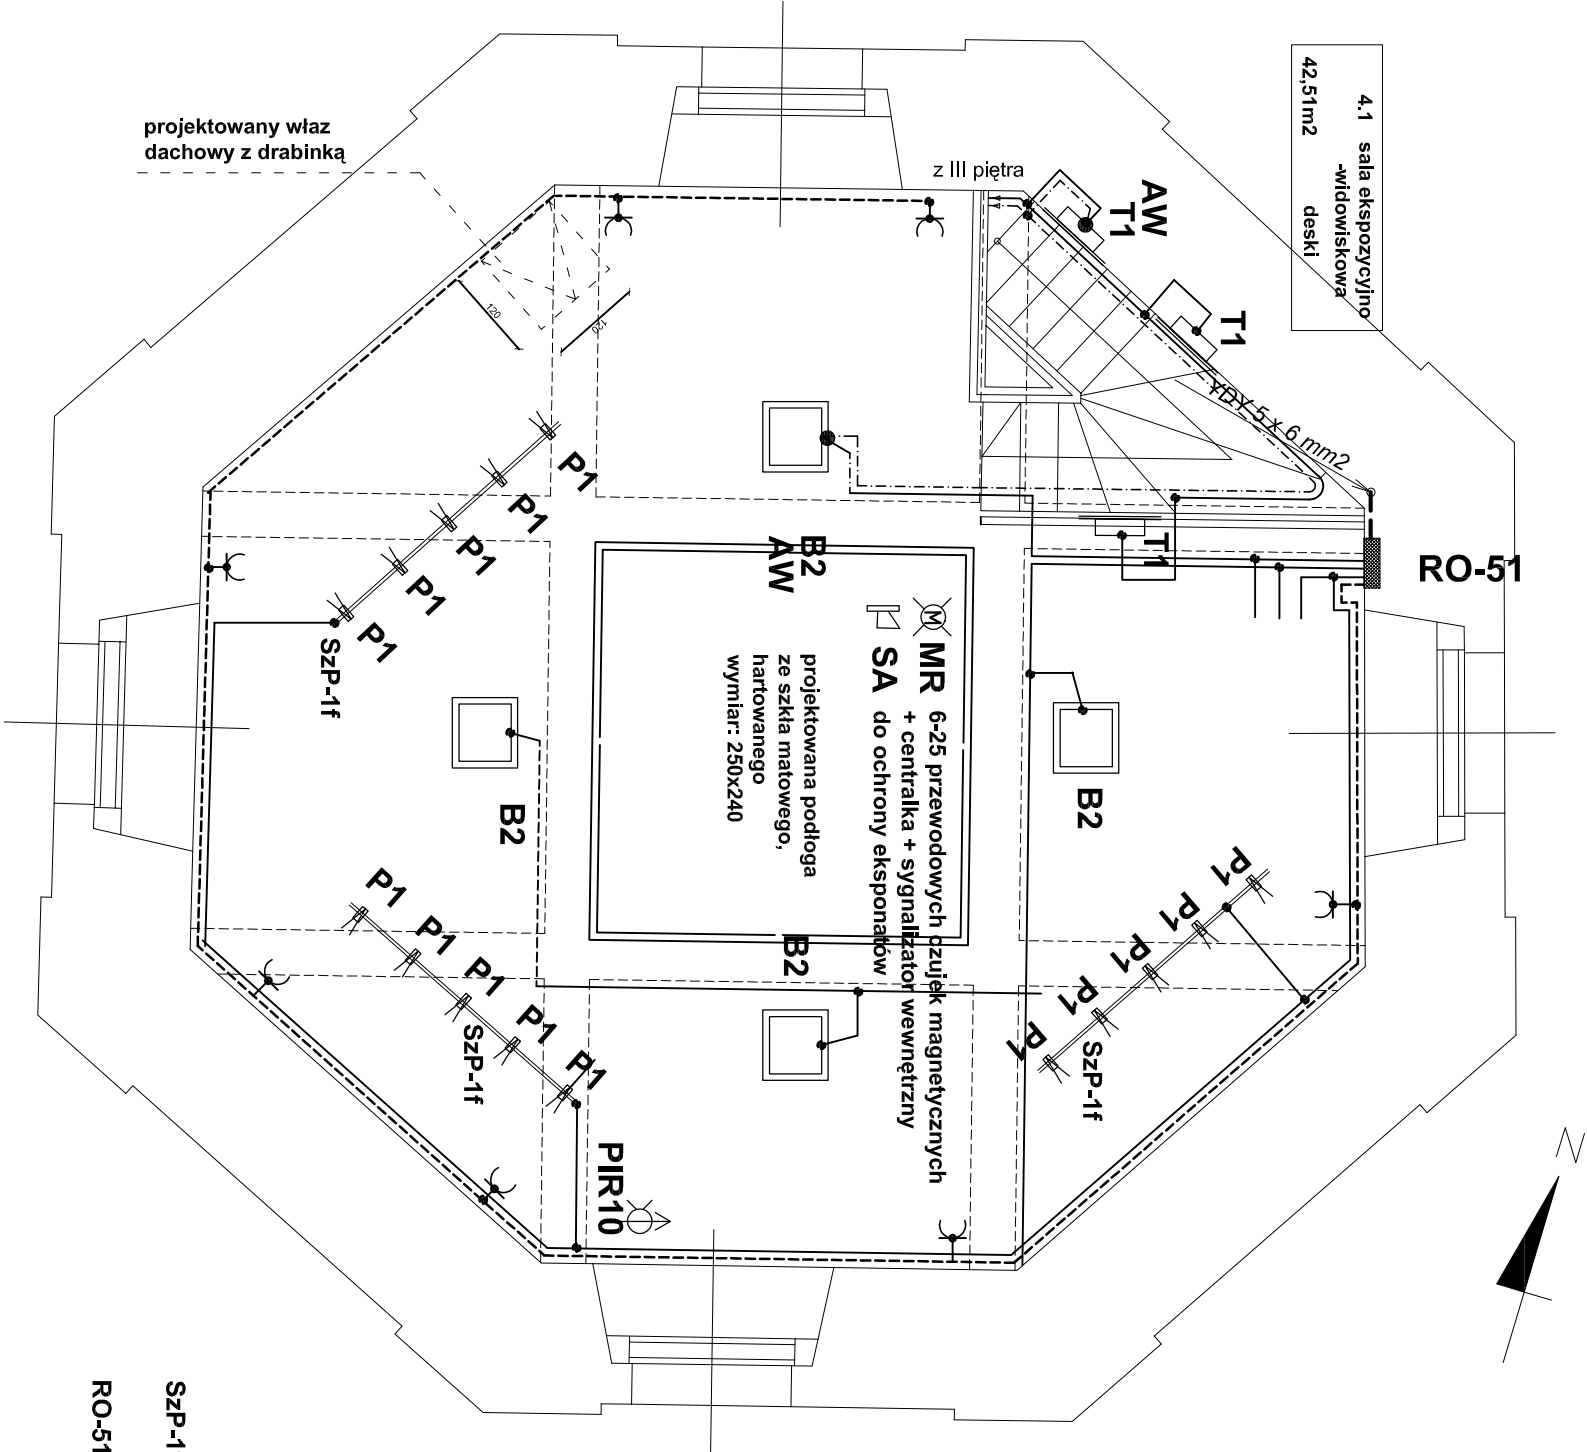 projektowany właz
dachowy z drabinką
z III piętra
AW
T1
4.1 sala ekspozycyjno
-widowiskowa
42,51m2 deski
T1
YDY 5 x 6 mm2
120
120
P1
P1
P1
P1
P1
SzP-1f
B2
AW
T1
RO-51
M
MR 6-25 przewodowych czujek magnetycznych
+ centralka + sygnalizator wewnętrzny
SA do ochrony eksponatów
projektowana podłoga
ze szkła matowego,
hartowanego
wymiar: 250x240
B2
B2
B2
P1
P1
P1
P1
P1
SzP-1f
P1
P1
P1
P1
P1
SzP-1f
PIR10
N
SzP-1
RO-51